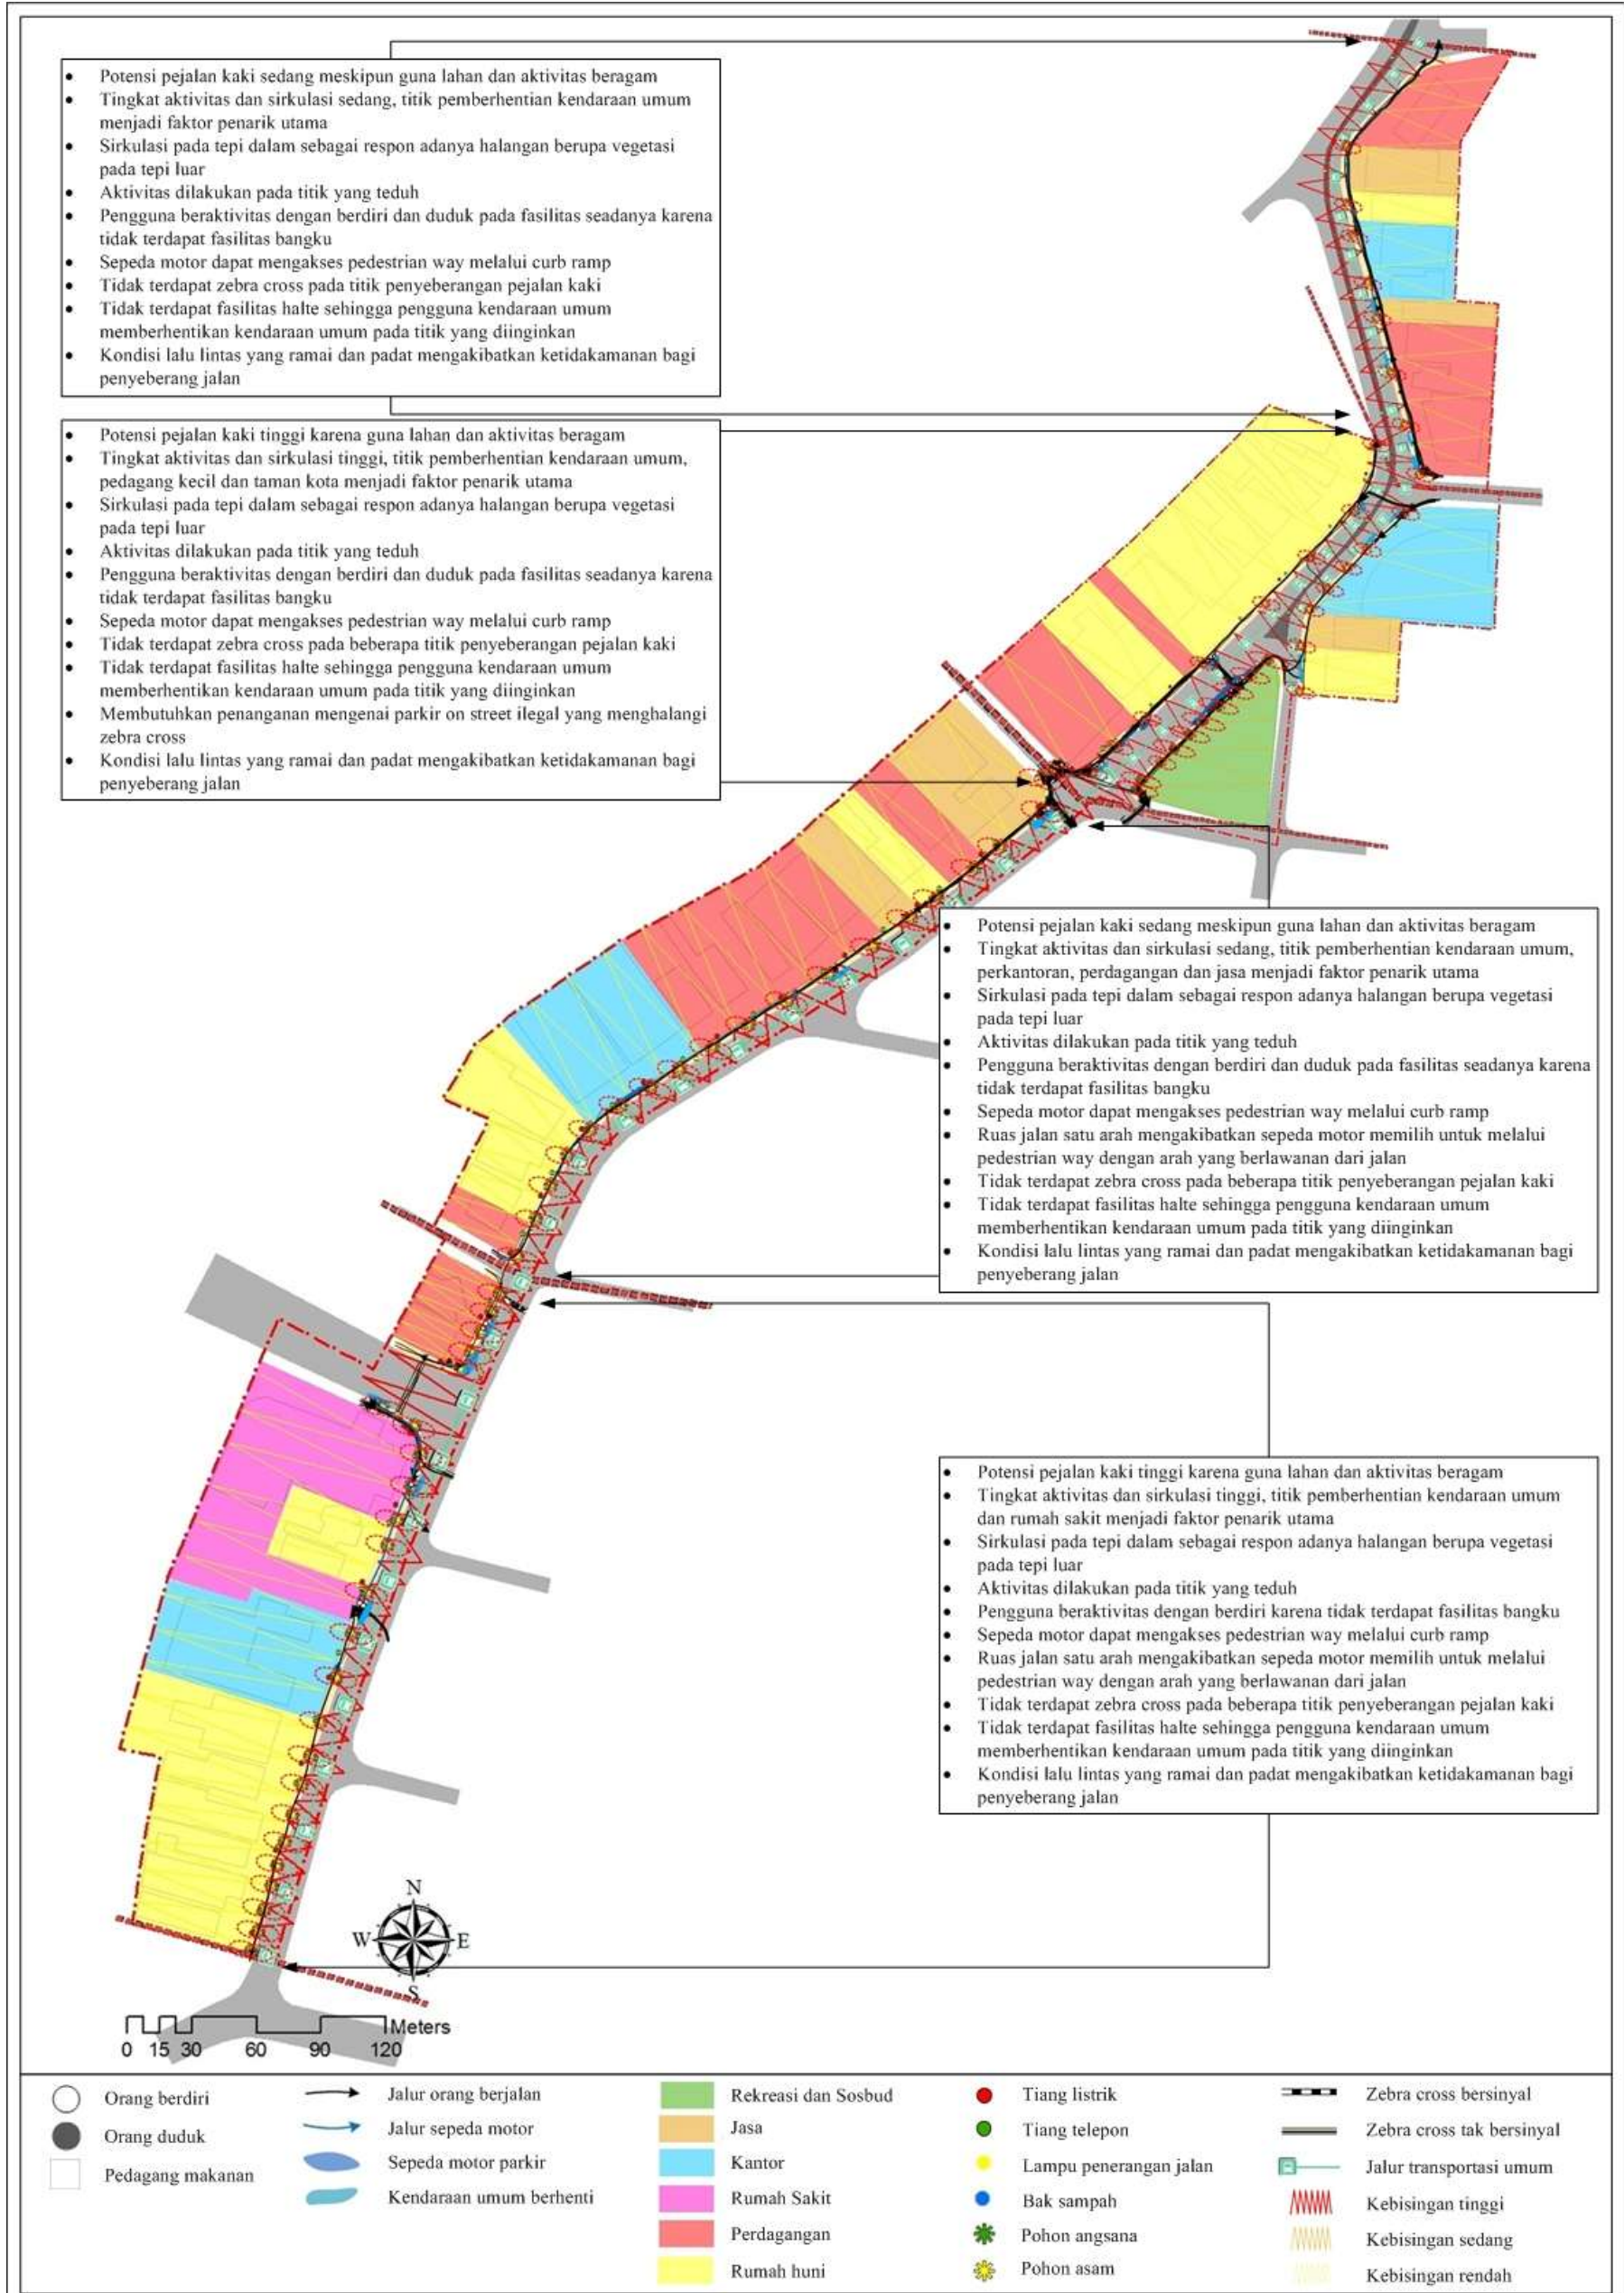 • Potensi pejalan kaki sedang meskipun guna lahan dan aktivitas beragam
• Tingkat aktivitas dan sirkulasi sedang, titik pemberhentian kendaraan umum
menjadi faktor penarik utama
• Sirkulasi pada tepi dalam sebagai respon adanya halangan berupa vegetasi
pada tepi luar
• Aktivitas dilakukan pada titik yang teduh
• Pengguna beraktivitas dengan berdiri dan duduk pada fasilitas seadanya karena
tidak terdapat fasilitas bangku
• Sepeda motor dapat mengakses pedestrian way melalui curb ramp
• Tidak terdapat zebra cross pada titik penyeberangan pejalan kaki
• Tidak terdapat fasilitas halte sehingga pengguna kendaraan umum
memberhentikan kendaraan umum pada titik yang diinginkan
• Kondisi lalu lintas yang ramai dan padat mengakibatkan ketidakamanan bagi
penyeberang jalan
• Potensi pejalan kaki tinggi karena guna lahan dan aktivitas beragam
• Tingkat aktivitas dan sirkulasi tinggi, titik pemberhentian kendaraan umum,
pedagang kecil dan taman kota menjadi faktor penarik utama
• Sirkulasi pada tepi dalam sebagai respon adanya halangan berupa vegetasi
pada tepi luar
• Aktivitas dilakukan pada titik yang teduh
• Pengguna beraktivitas dengan berdiri dan duduk pada fasilitas seadanya karena
tidak terdapat fasilitas bangku
• Sepeda motor dapat mengakses pedestrian way melalui curb ramp
• Tidak terdapat zebra cross pada beberapa titik penyeberangan pejalan kaki
• Tidak terdapat fasilitas halte sehingga pengguna kendaraan umum
memberhentikan kendaraan umum pada titik yang diinginkan
• Membutuhkan penanganan mengenai parkir on street ilegal yang menghalangi
zebra cross
• Kondisi lalu lintas yang ramai dan padat mengakibatkan ketidakamanan bagi
penyeberang jalan
• Potensi pejalan kaki sedang meskipun guna lahan dan aktivitas beragam
• Tingkat aktivitas dan sirkulasi sedang, titik pemberhentian kendaraan umum,
perkantoran, perdagangan dan jasa menjadi faktor penarik utama
• Sirkulasi pada tepi dalam sebagai respon adanya halangan berupa vegetasi
pada tepi luar
• Aktivitas dilakukan pada titik yang teduh
• Pengguna beraktivitas dengan berdiri dan duduk pada fasilitas seadanya karena
tidak terdapat fasilitas bangku
• Sepeda motor dapat mengakses pedestrian way melalui curb ramp
• Ruas jalan satu arah mengakibatkan sepeda motor memilih untuk melalui
pedestrian way dengan arah yang berlawanan dari jalan
• Tidak terdapat zebra cross pada beberapa titik penyeberangan pejalan kaki
• Tidak terdapat fasilitas halte sehingga pengguna kendaraan umum
memberhentikan kendaraan umum pada titik yang diinginkan
• Kondisi lalu lintas yang ramai dan padat mengakibatkan ketidakamanan bagi
penyeberang jalan
• Potensi pejalan kaki tinggi karena guna lahan dan aktivitas beragam
• Tingkat aktivitas dan sirkulasi tinggi, titik pemberhentian kendaraan umum
dan rumah sakit menjadi faktor penarik utama
• Sirkulasi pada tepi dalam sebagai respon adanya halangan berupa vegetasi
pada tepi luar
• Aktivitas dilakukan pada titik yang teduh
• Pengguna beraktivitas dengan berdiri karena tidak terdapat fasilitas bangku
• Sepeda motor dapat mengakses pedestrian way melalui curb ramp
• Ruas jalan satu arah mengakibatkan sepeda motor memilih untuk melalui
pedestrian way dengan arah yang berlawanan dari jalan
• Tidak terdapat zebra cross pada beberapa titik penyeberangan pejalan kaki
• Tidak terdapat fasilitas halte sehingga pengguna kendaraan umum
memberhentikan kendaraan umum pada titik yang diinginkan
• Kondisi lalu lintas yang ramai dan padat mengakibatkan ketidakamanan bagi
penyeberang jalan
N
W E
S
Meters
0 15 30 60 90 120
Orang berdiri
Orang duduk
Pedagang makanan
Jalur orang berjalan
Jalur sepeda motor
Sepeda motor parkir
Kendaraan umum berhenti
Rekreasi dan Sosbud
Jasa
Kantor
Rumah Sakit
Perdagangan
Rumah huni
Tiang listrik
Tiang telepon
Lampu penerangan jalan
Bak sampah
Pohon angsana
Pohon asam
Zebra cross bersinyal
Zebra cross tak bersinyal
Jalur transportasi umum
Kebisingan tinggi
Kebisingan sedang
Kebisingan rendah